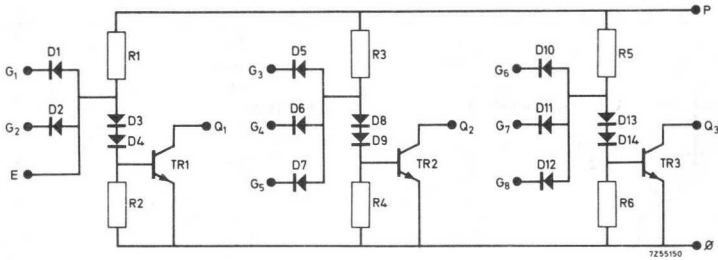 P
D1 R1 D5 R3 D10 R5
G1 G3 G6
D2 D6 D11
D3 D8 D13
G2 D4 Q1 G4 D9 Q2 G7 D14 Q3
D7 D12
TR1 TR2 TR3
E G5 G8
R2 R4 R6
Ø
7Z55150